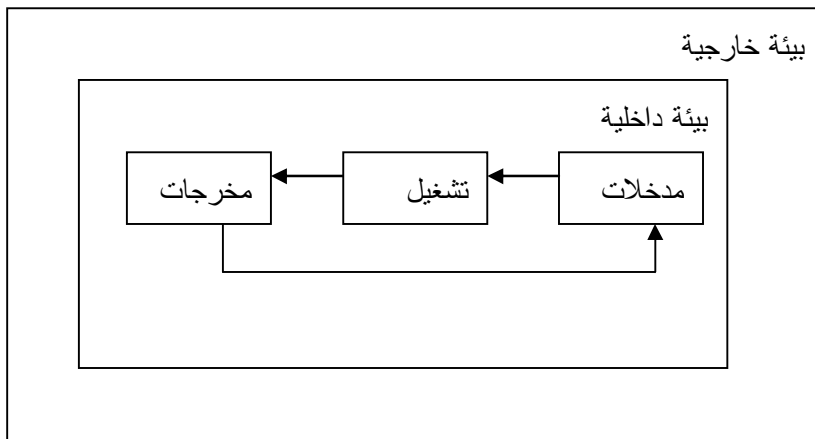 بيئة خارجية
بيئة داخلية
مدخلات
تشغيل
مخرجات